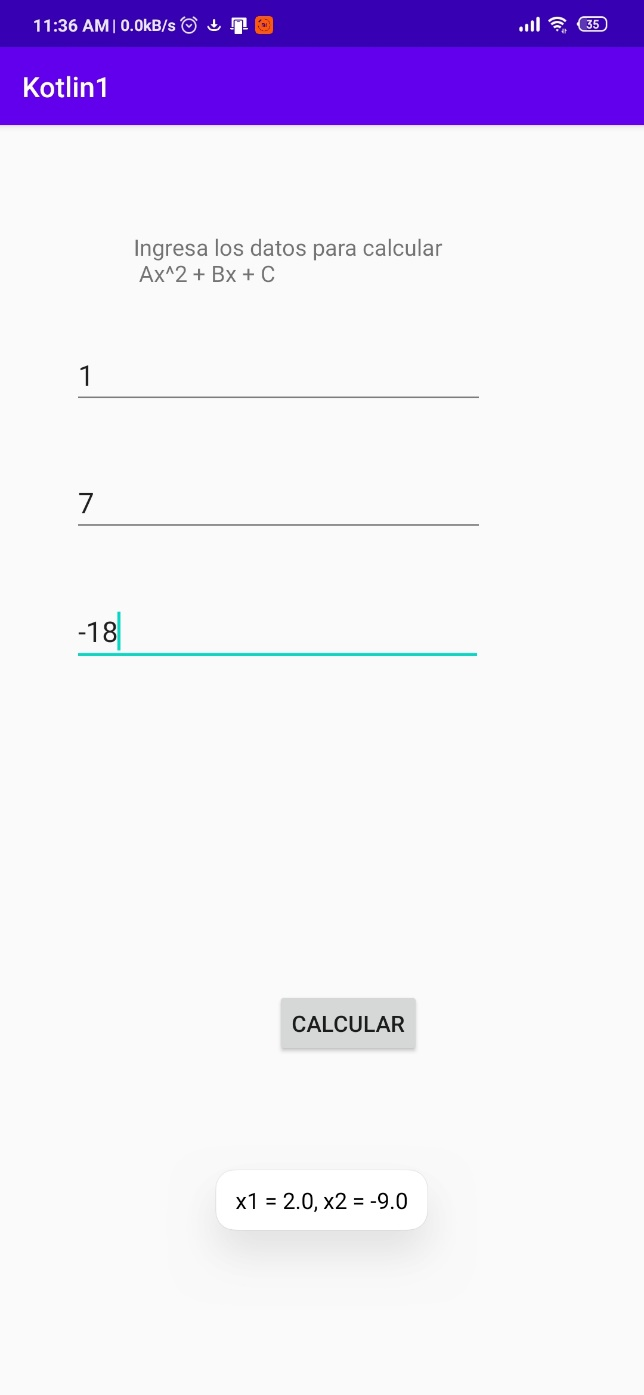 11:36 AM | 0.0kB/s 35
Kotlin1
Ingresa los datos para calcular
Ax^2 + Bx + C
1
7
-18
CALCULAR
x1 = 2.0, x2 = -9.0